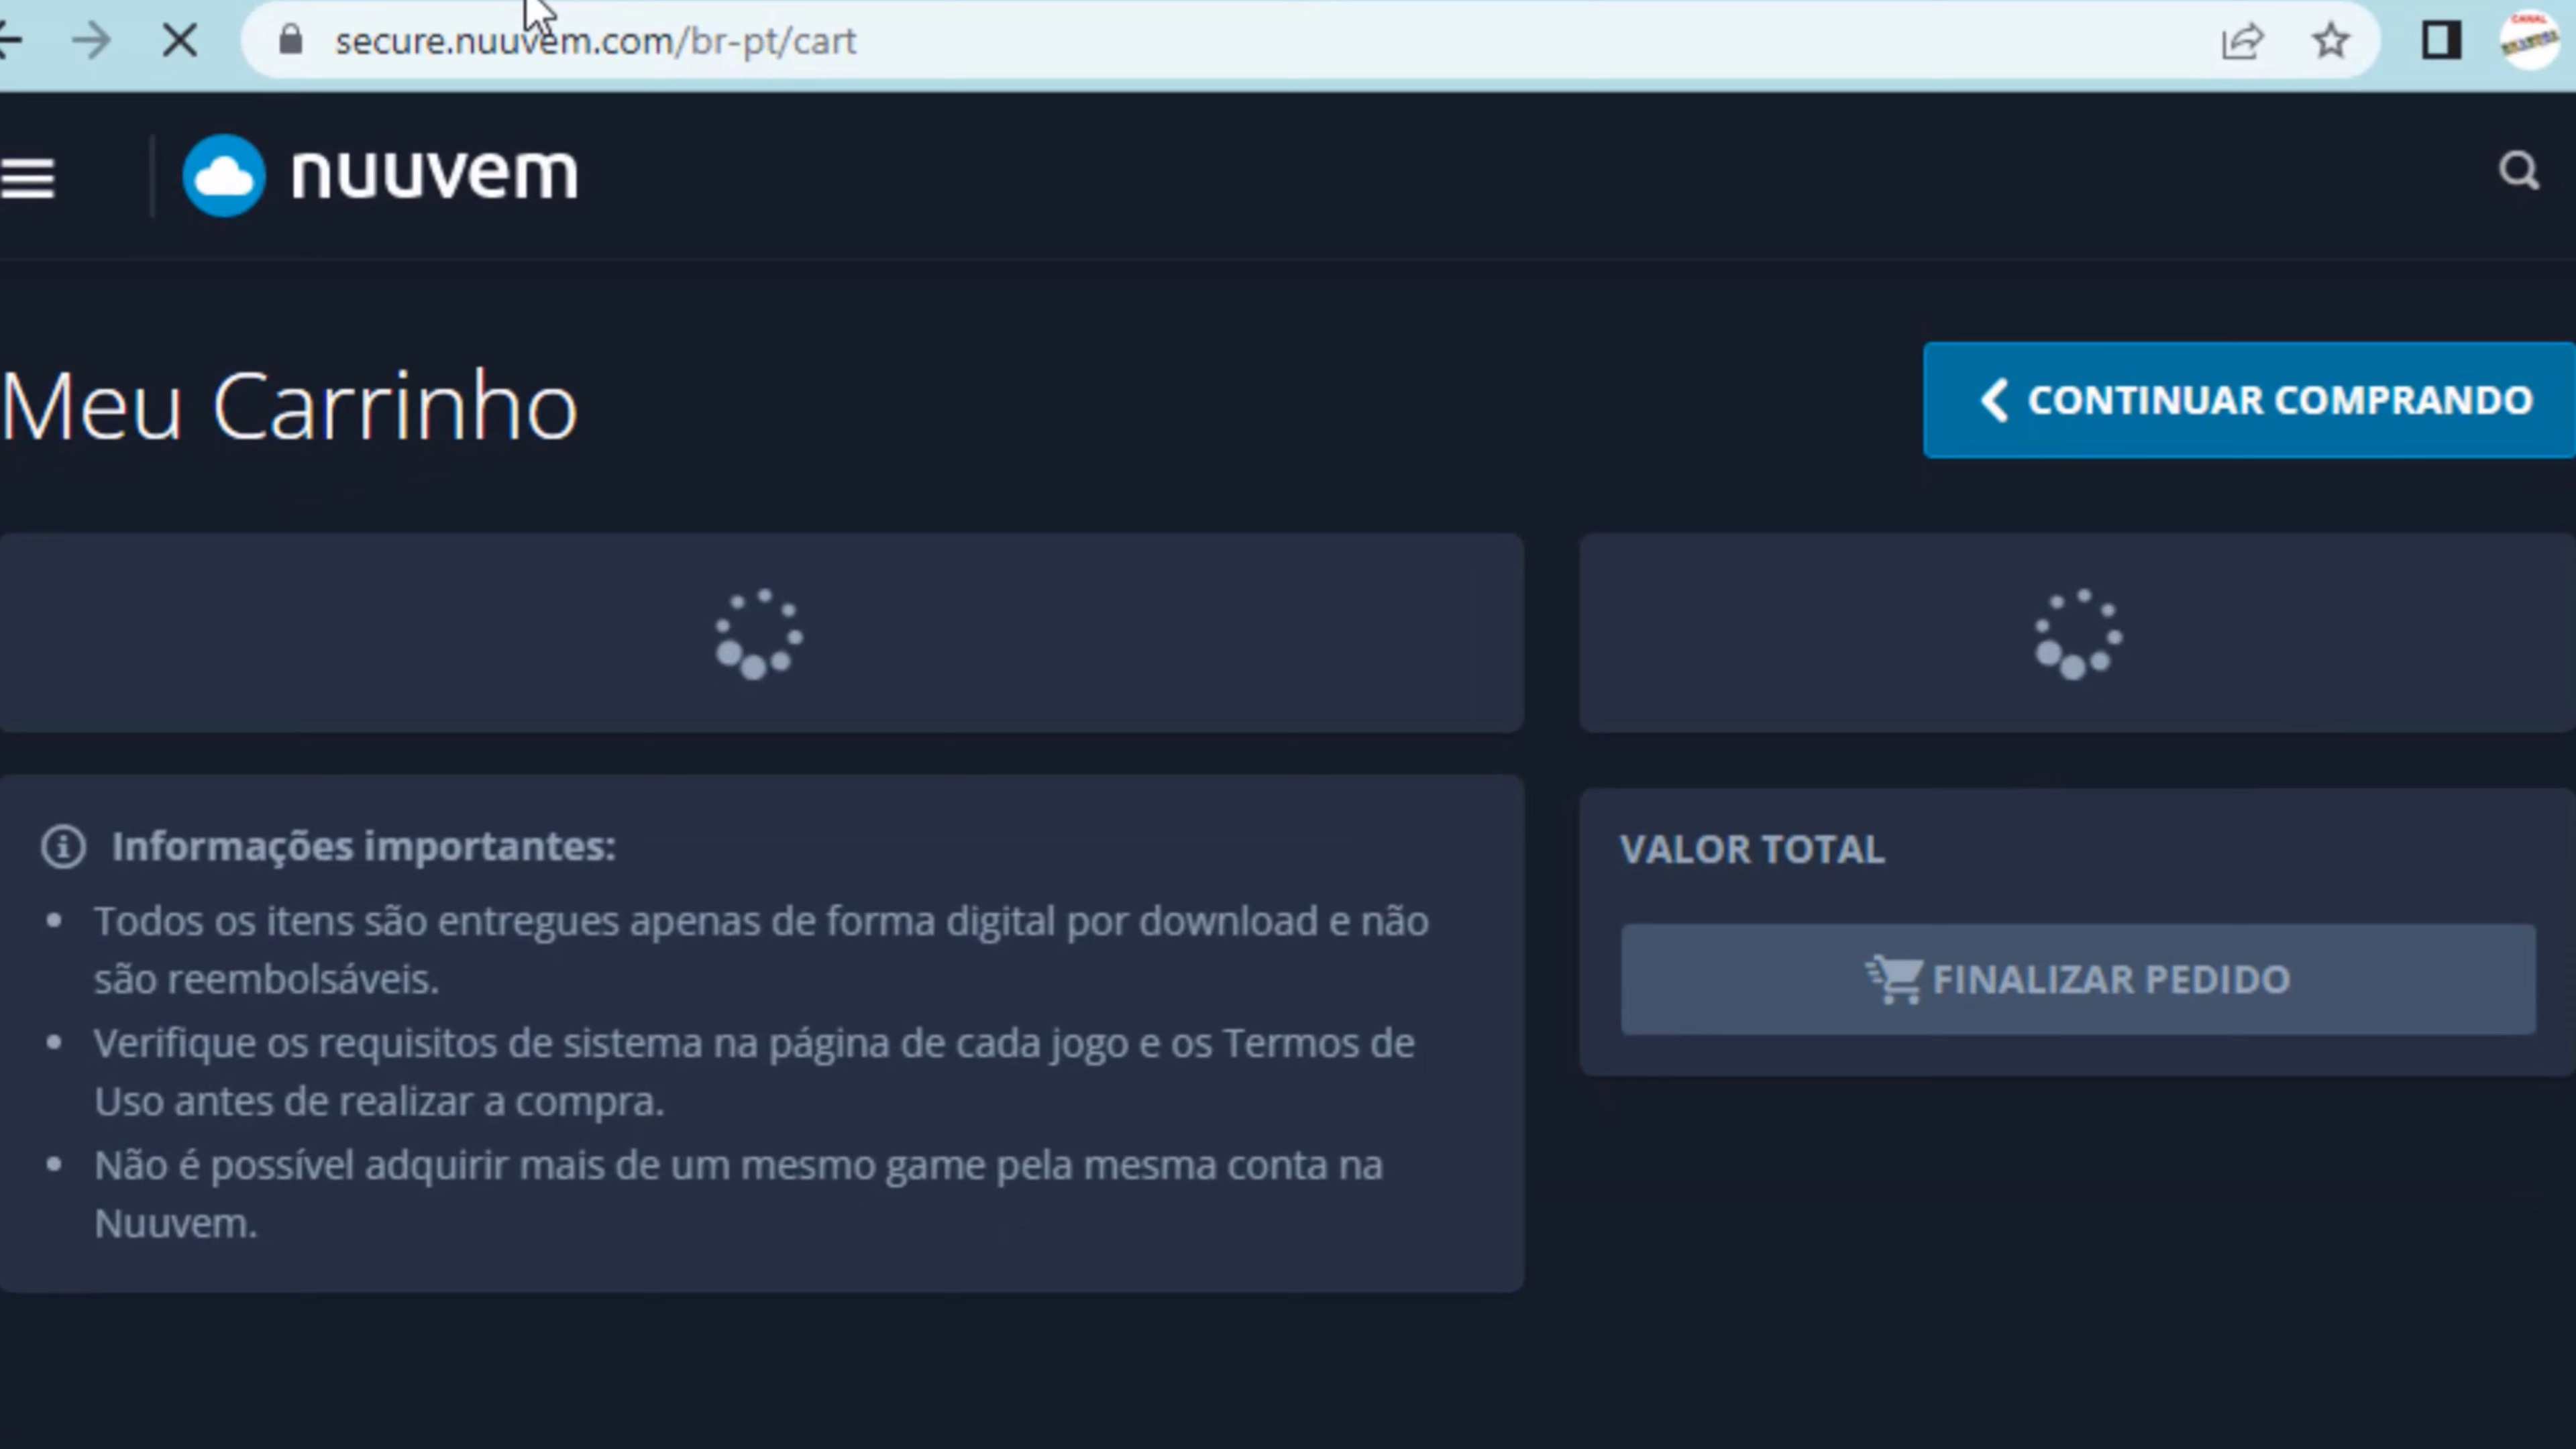 secure.nuuvem.com/br-pt/cart
nuuvem
Meu Carrinho
CONTINUAR COMPRANDO
Informações importantes:
• Todos os itens são entregues apenas de forma digital por download e não
são reembolsáveis.
• Verifique os requisitos de sistema na página de cada jogo e os Termos de
Uso antes de realizar a compra.
• Não é possível adquirir mais de um mesmo game pela mesma conta na
Nuuvem.
VALOR TOTAL
FINALIZAR PEDIDO